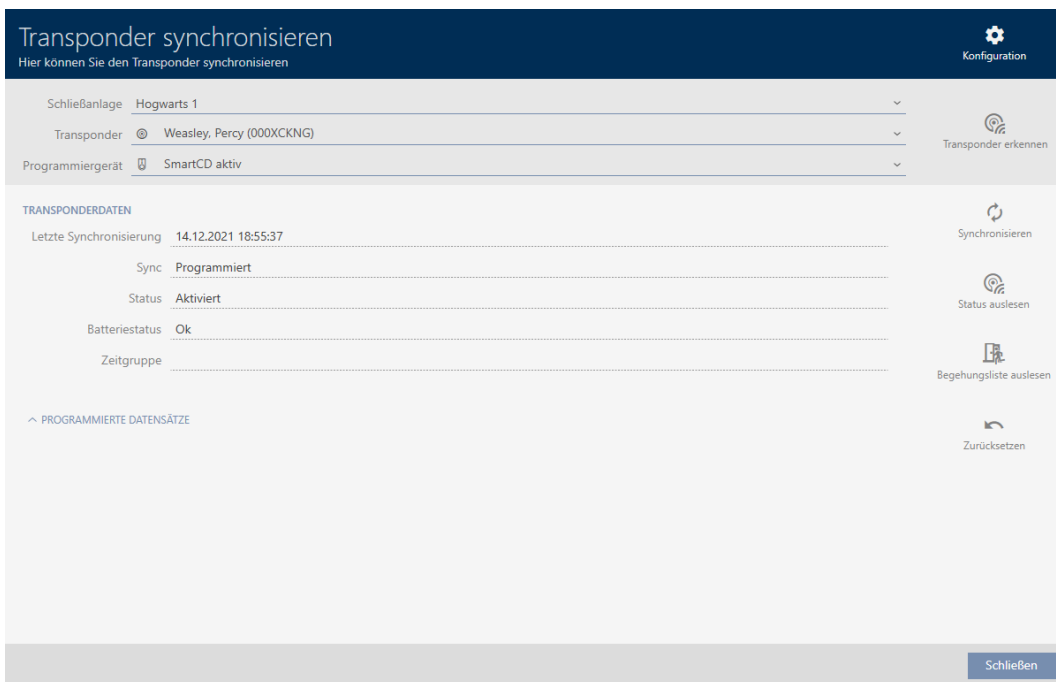 Transponder synchronisieren
Hier können Sie den Transponder synchronisieren
Konfiguration
Schließanlage Hogwarts 1
Transponder Weasley, Percy (000XCKNG)
Programmiergerät SmartCD aktiv
Transponder erkennen
TRANSPONDERDATEN
Letzte Synchronisierung 14.12.2021 18:55:37
Sync Programmiert
Status Aktiviert
Batteriestatus Ok
Zeitgruppe
PROGRAMMIERTE DATENSÄTZE
Synchronisieren
Status auslesen
Begehungsliste auslesen
Zurücksetzen
Schließen